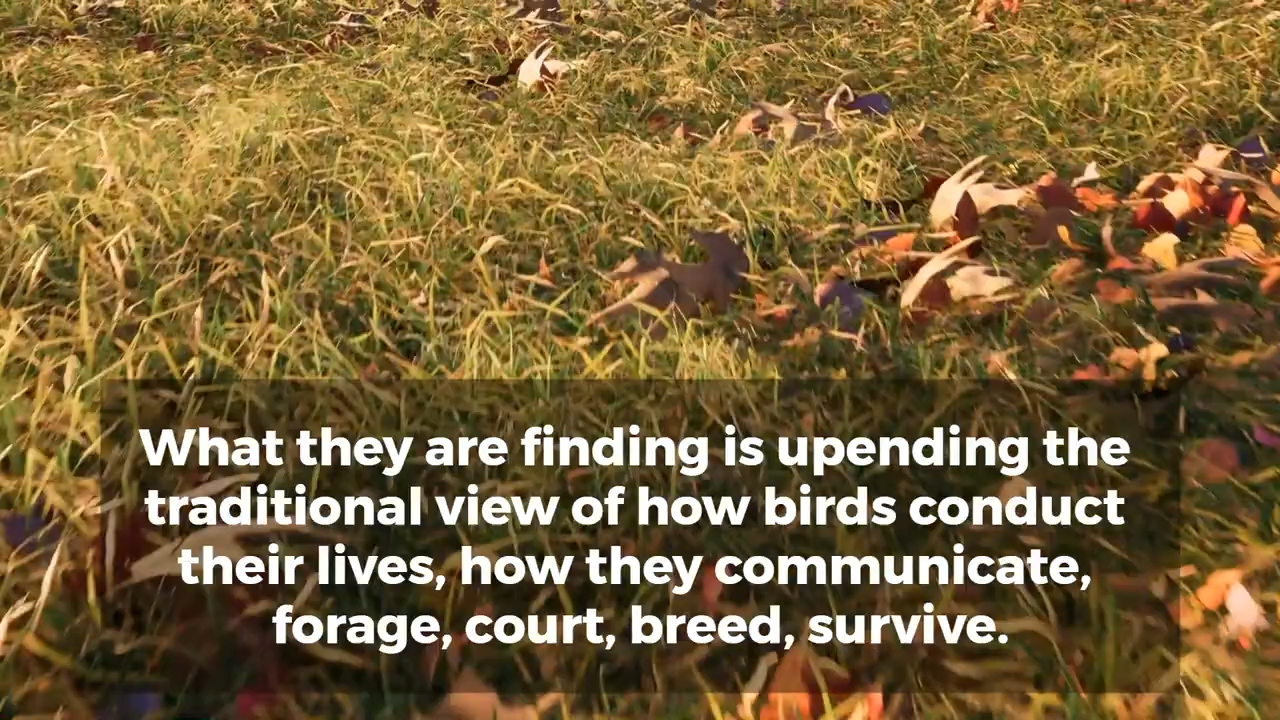 What they are finding is upending the
traditional view of how birds conduct
their lives, how they communicate,
forage, court, breed, survive.